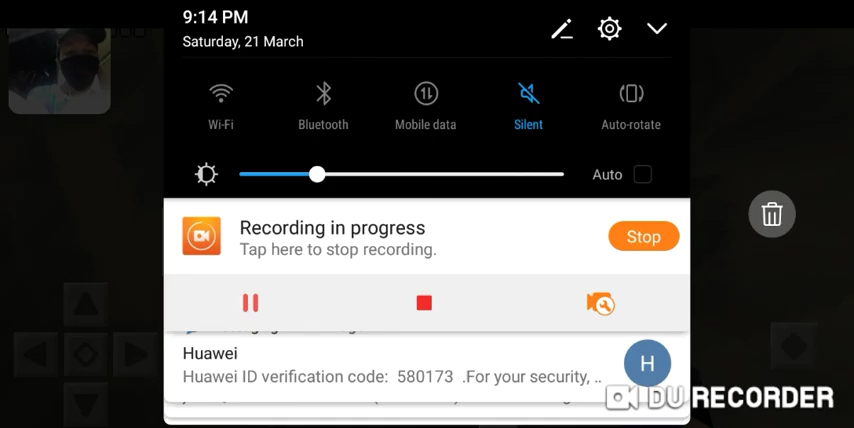 9:14 PM
Saturday, 21 March
Wi-Fi
Bluetooth
Mobile data
Silent
Auto-rotate
Auto
Recording in progress
Tap here to stop recording.
Stop
Huawei
Huawei ID verification code: 580173 .For your security, ..
H
DU RECORDER